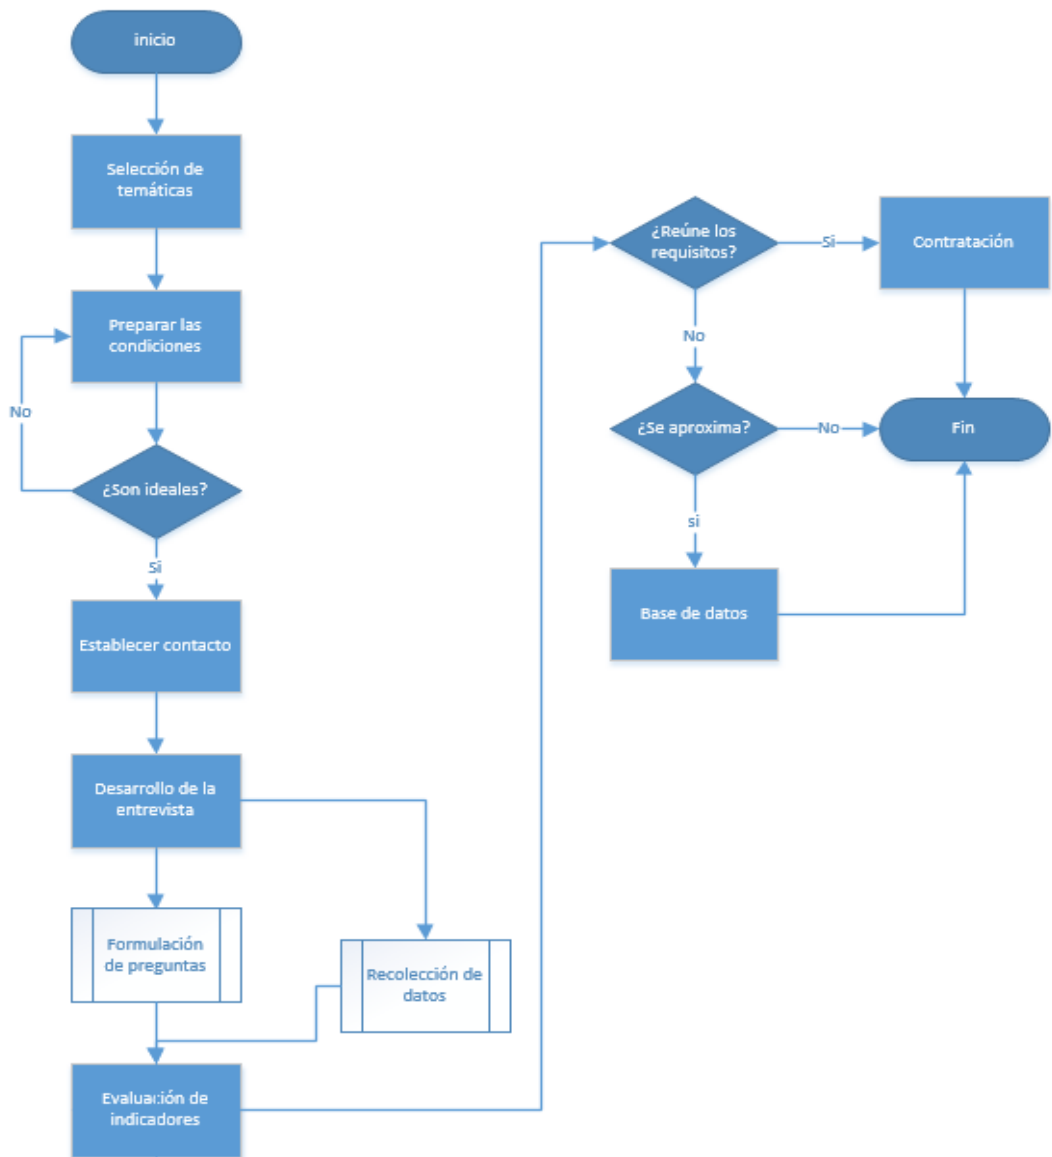 inicio
Selección de
temáticas
Preparar las
condiciones
No
¿Son ideales?
Si
Establecer contacto
Desarrollo de la
entrevista
Formulación
de preguntas
Recolección de
datos
Evaluación de
indicadores
¿Reúne los
requisitos?
Si
Contratación
No
¿Se aproxima?
No
Fin
si
Base de datos